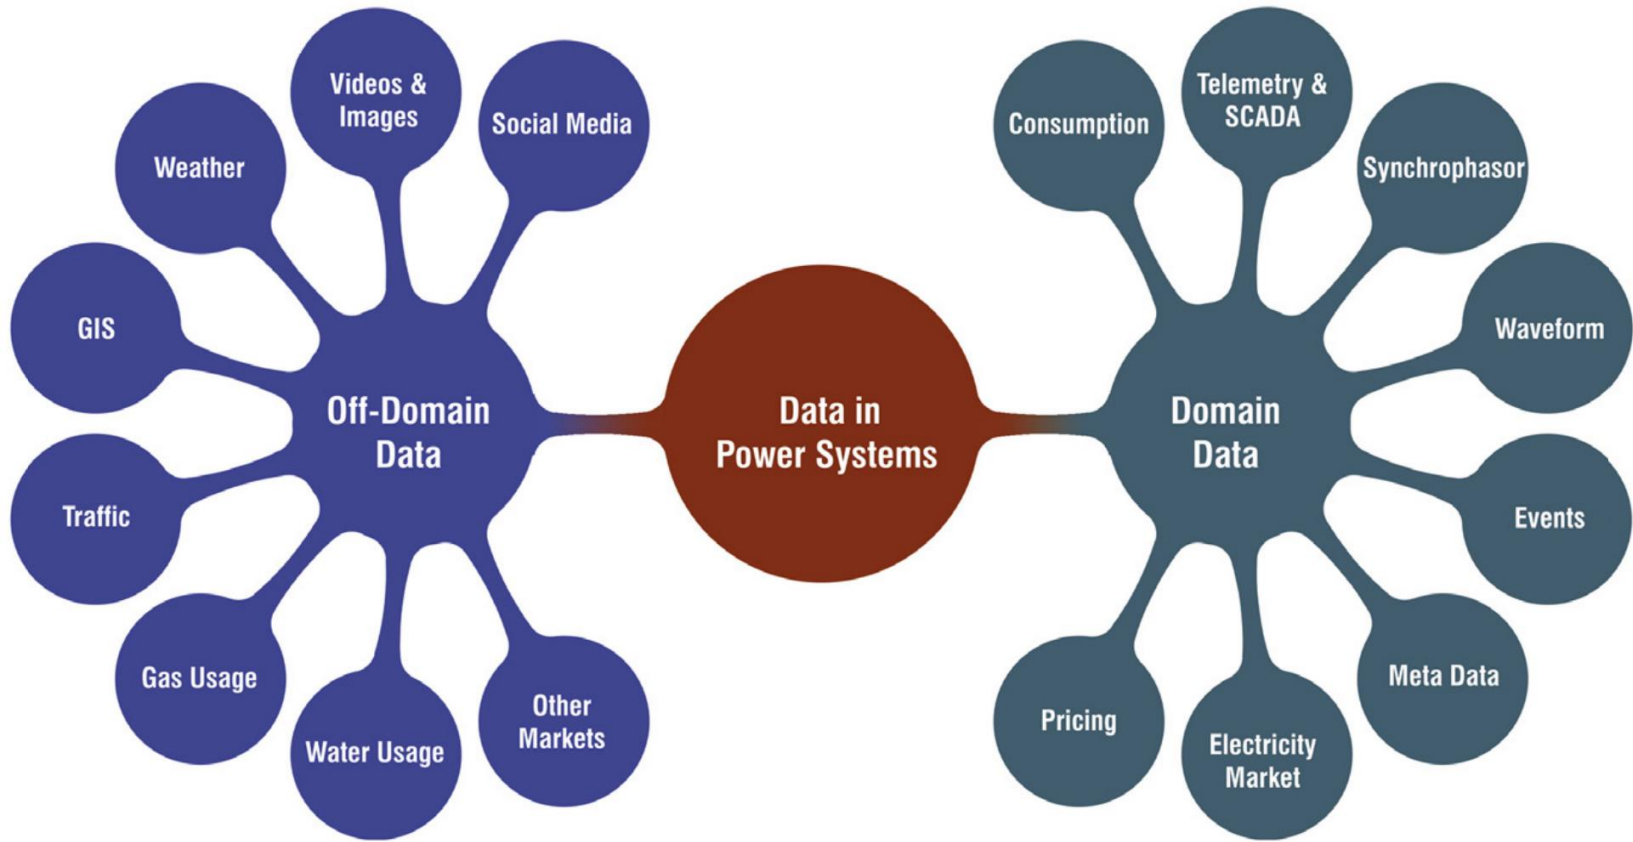 Videos &
Images
Social Media
Weather
GIS
Traffic
Gas Usage
Water Usage
Other
Markets
Off-Domain
Data
Data in
Power Systems
Domain
Data
Consumption
Telemetry &
SCADA
Synchrophasor
Waveform
Events
Meta Data
Electricity
Market
Pricing